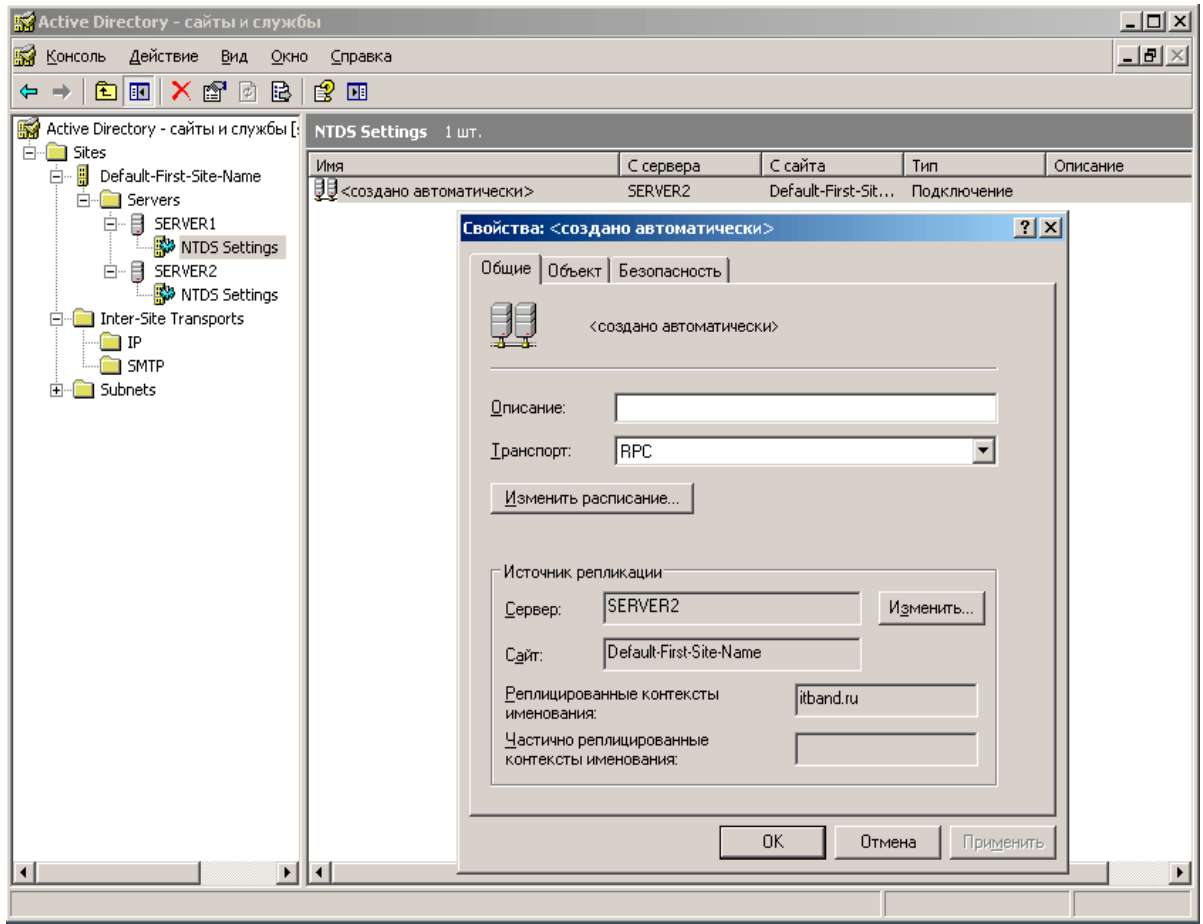 Active Directory - сайты и службы
Консоль Действие Вид Окно Справка
Active Directory - сайты и службы [
Sites
Default-First-Site-Name
Servers
SERVER1
NTDS Settings
SERVER2
NTDS Settings
Inter-Site Transports
IP
SMTP
Subnets
NTDS Settings 1 шт.
Имя С сервера С сайта Тип Описание
<создано автоматически> SERVER2 Default-First-Sit... Подключение
Свойства: <создано автоматически>
Общие Объект Безопасность
<создано автоматически>
Описание:
Транспорт: RPC
Изменить расписание...
Источник репликации
Сервер: SERVER2 Изменить...
Сайт: Default-First-Site-Name
Реплицированные контексты
именования: itband.ru
Частично реплицированные
контексты именования:
OK Отмена Применить